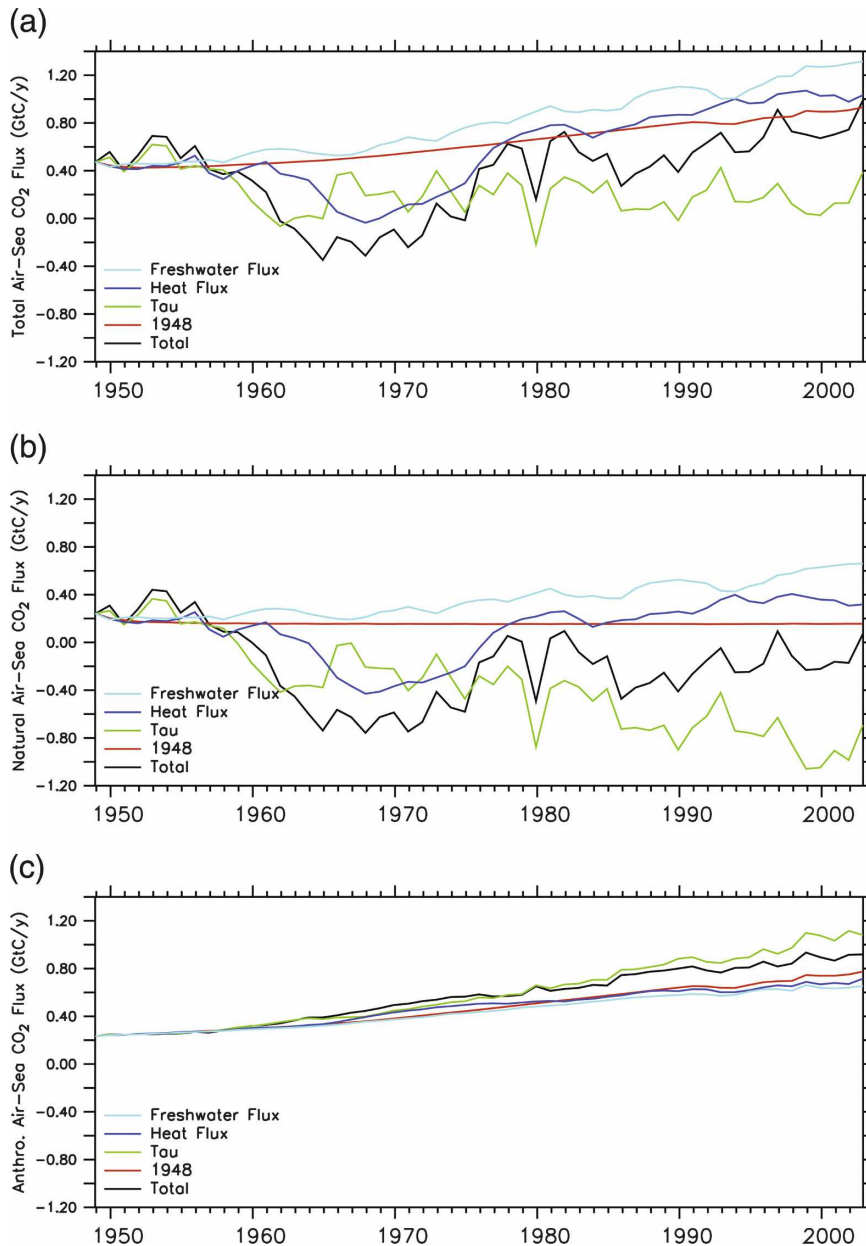 (a)
Total Air-Sea CO2 Flux (GtC/y)
1.20
0.80
0.40
0.00
-0.40
-0.80
-1.20
Freshwater Flux
Heat Flux
Tau
1948
Total
1950 1960 1970 1980 1990 2000
(b)
Natural Air-Sea CO2 Flux (GtC/y)
1.20
0.80
0.40
0.00
-0.40
-0.80
-1.20
Freshwater Flux
Heat Flux
Tau
1948
Total
1950 1960 1970 1980 1990 2000
(c)
Anthro. Air-Sea CO2 Flux (GtC/y)
1.20
0.80
0.40
0.00
-0.40
-0.80
-1.20
Freshwater Flux
Heat Flux
Tau
1948
Total
1950 1960 1970 1980 1990 2000